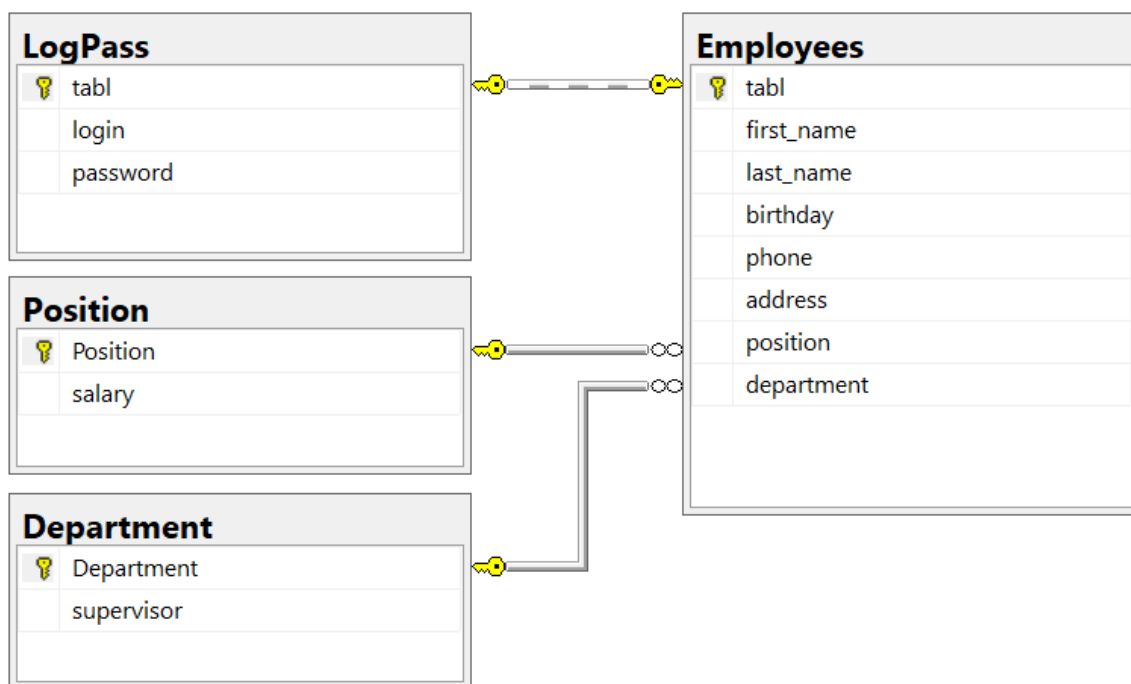 LogPass
tabl
login
password
Position
Position
salary
Department
Department
supervisor
Employees
tabl
first_name
last_name
birthday
phone
address
position
department